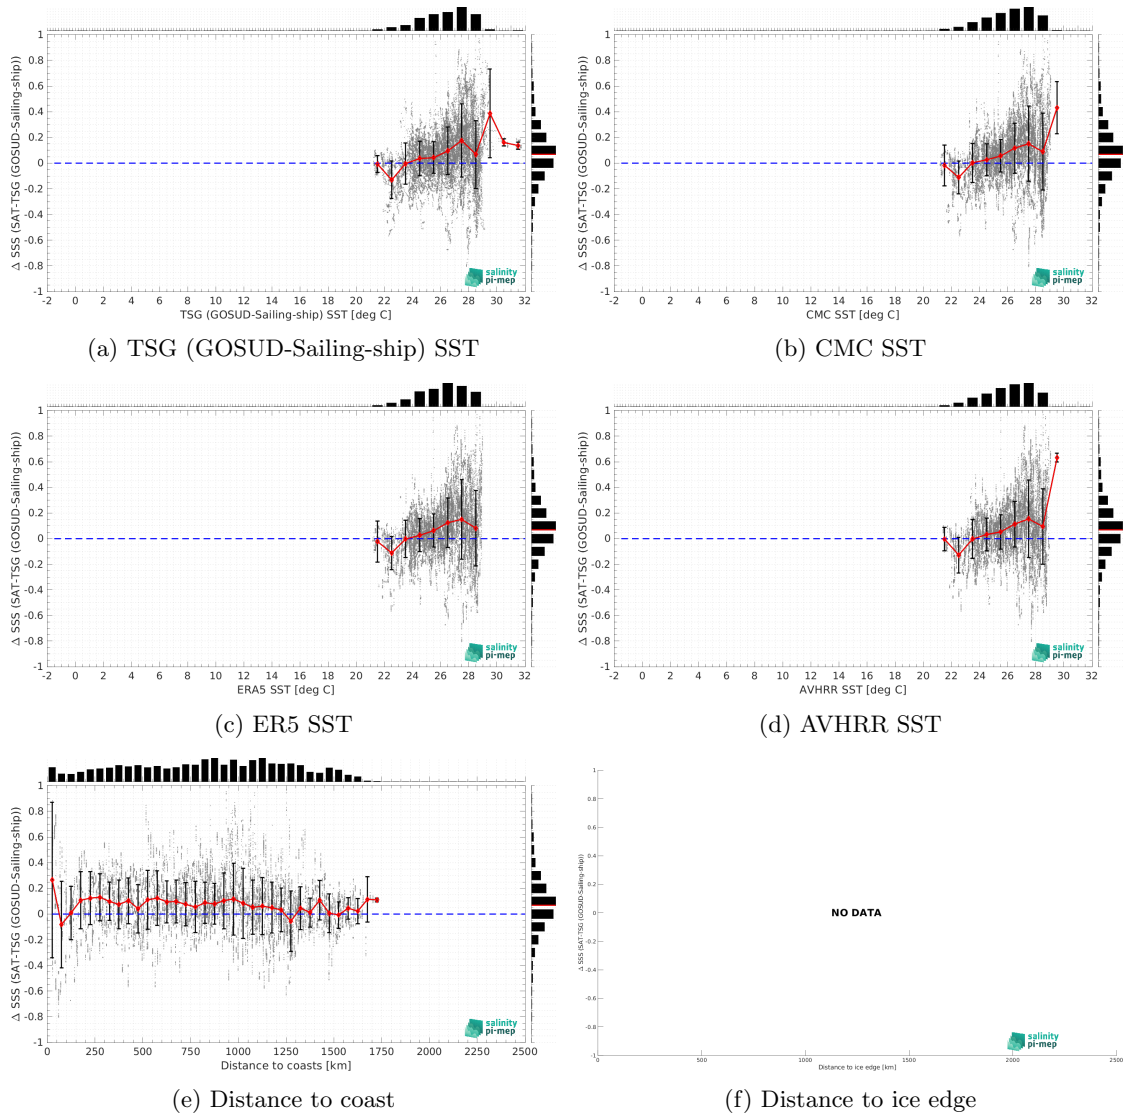 1
0.8
0.6
0.4
0.2
0
-0.2
-0.4
-0.6
-0.8
-1
Δ SSS (SAT-TSG (GOSUD-Sailing-ship))
-2 0 2 4 6 8 10 12 14 16 18 20 22 24 26 28 30 32
TSG (GOSUD-Sailing-ship) SST [deg C]
salinity
pi-mep
(a) TSG (GOSUD-Sailing-ship) SST
1
0.8
0.6
0.4
0.2
0
-0.2
-0.4
-0.6
-0.8
-1
Δ SSS (SAT-TSG (GOSUD-Sailing-ship))
-2 0 2 4 6 8 10 12 14 16 18 20 22 24 26 28 30 32
CMC SST [deg C]
salinity
pi-mep
(b) CMC SST
1
0.8
0.6
0.4
0.2
0
-0.2
-0.4
-0.6
-0.8
-1
Δ SSS (SAT-TSG (GOSUD-Sailing-ship))
-2 0 2 4 6 8 10 12 14 16 18 20 22 24 26 28 30 32
ERA5 SST [deg C]
salinity
pi-mep
(c) ER5 SST
1
0.8
0.6
0.4
0.2
0
-0.2
-0.4
-0.6
-0.8
-1
Δ SSS (SAT-TSG (GOSUD-Sailing-ship))
-2 0 2 4 6 8 10 12 14 16 18 20 22 24 26 28 30 32
AVHRR SST [deg C]
salinity
pi-mep
(d) AVHRR SST
1
0.8
0.6
0.4
0.2
0
-0.2
-0.4
-0.6
-0.8
-1
Δ SSS (SAT-TSG (GOSUD-Sailing-ship))
0 250 500 750 1000 1250 1500 1750 2000 2250 2500
Distance to coasts [km]
salinity
pi-mep
(e) Distance to coast
1
0.8
0.6
0.4
0.2
0
-0.2
-0.4
-0.6
-0.8
-1
Δ SSS (SAT-TSG (GOSUD-Sailing-ship))
NO DATA
0 500 1000 1500 2000 2500
Distance to ice edge [km]
salinity
pi-mep
(f) Distance to ice edge